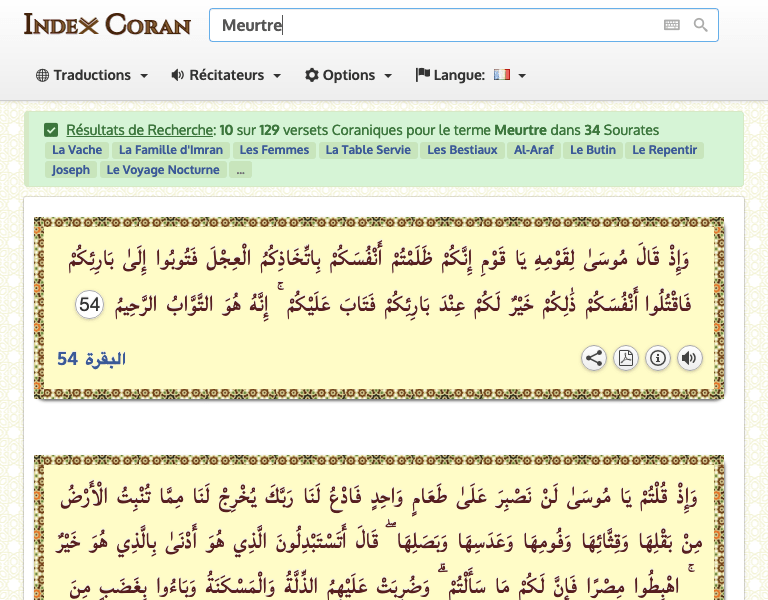 INDEX CORAN
Meurtre
Traductions
Récitateurs
Options
Langue:
Résultats de Recherche: 10 sur 129 versets Coraniques pour le terme Meurtre dans 34 Sourates
La Vache La Famille d'Imran Les Femmes La Table Servie Les Bestiaux Al-Araf Le Butin Le Repentir
Joseph Le Voyage Nocturne ...
وَإِذْ قَالَ مُوسَىٰ لِقَوْمِهِ يَا قَوْمِ إِنَّكُمْ ظَلَمْتُمْ أَنْفُسَكُمْ بِاتِّخَاذِكُمُ الْعِجْلَ فَتُوبُوا إِلَىٰ بَارِئِكُمْ
فَاقْتُلُوا أَنْفُسَكُمْ ذَٰلِكُمْ خَيْرٌ لَكُمْ عِنْدَ بَارِئِكُمْ فَتَابَ عَلَيْكُمْ ۚ إِنَّهُ هُوَ التَّوَّابُ الرَّحِيمُ 54
البقرة 54
وَإِذْ قُلْتُمْ يَا مُوسَىٰ لَنْ نَصْبِرَ عَلَىٰ طَعَامٍ وَاحِدٍ فَادْعُ لَنَا رَبَّكَ يُخْرِجْ لَنَا مِمَّا تُنْبِتُ الْأَرْضُ
مِنْ بَقْلِهَا وَقِثَّائِهَا وَفُومِهَا وَعَدَسِهَا وَبَصَلِهَا ۖ قَالَ أَتَسْتَبْدِلُونَ الَّذِي هُوَ أَدْنَىٰ بِالَّذِي هُوَ خَيْرٌ
ۚ اهْبِطُوا مِصْرًا فَإِنَّ لَكُمْ مَا سَأَلْتُمْ ۗ وَضُرِبَتْ عَلَيْهِمُ الذِّلَّةُ وَالْمَسْكَنَةُ وَبَاءُوا بِغَضَبٍ مِنَ